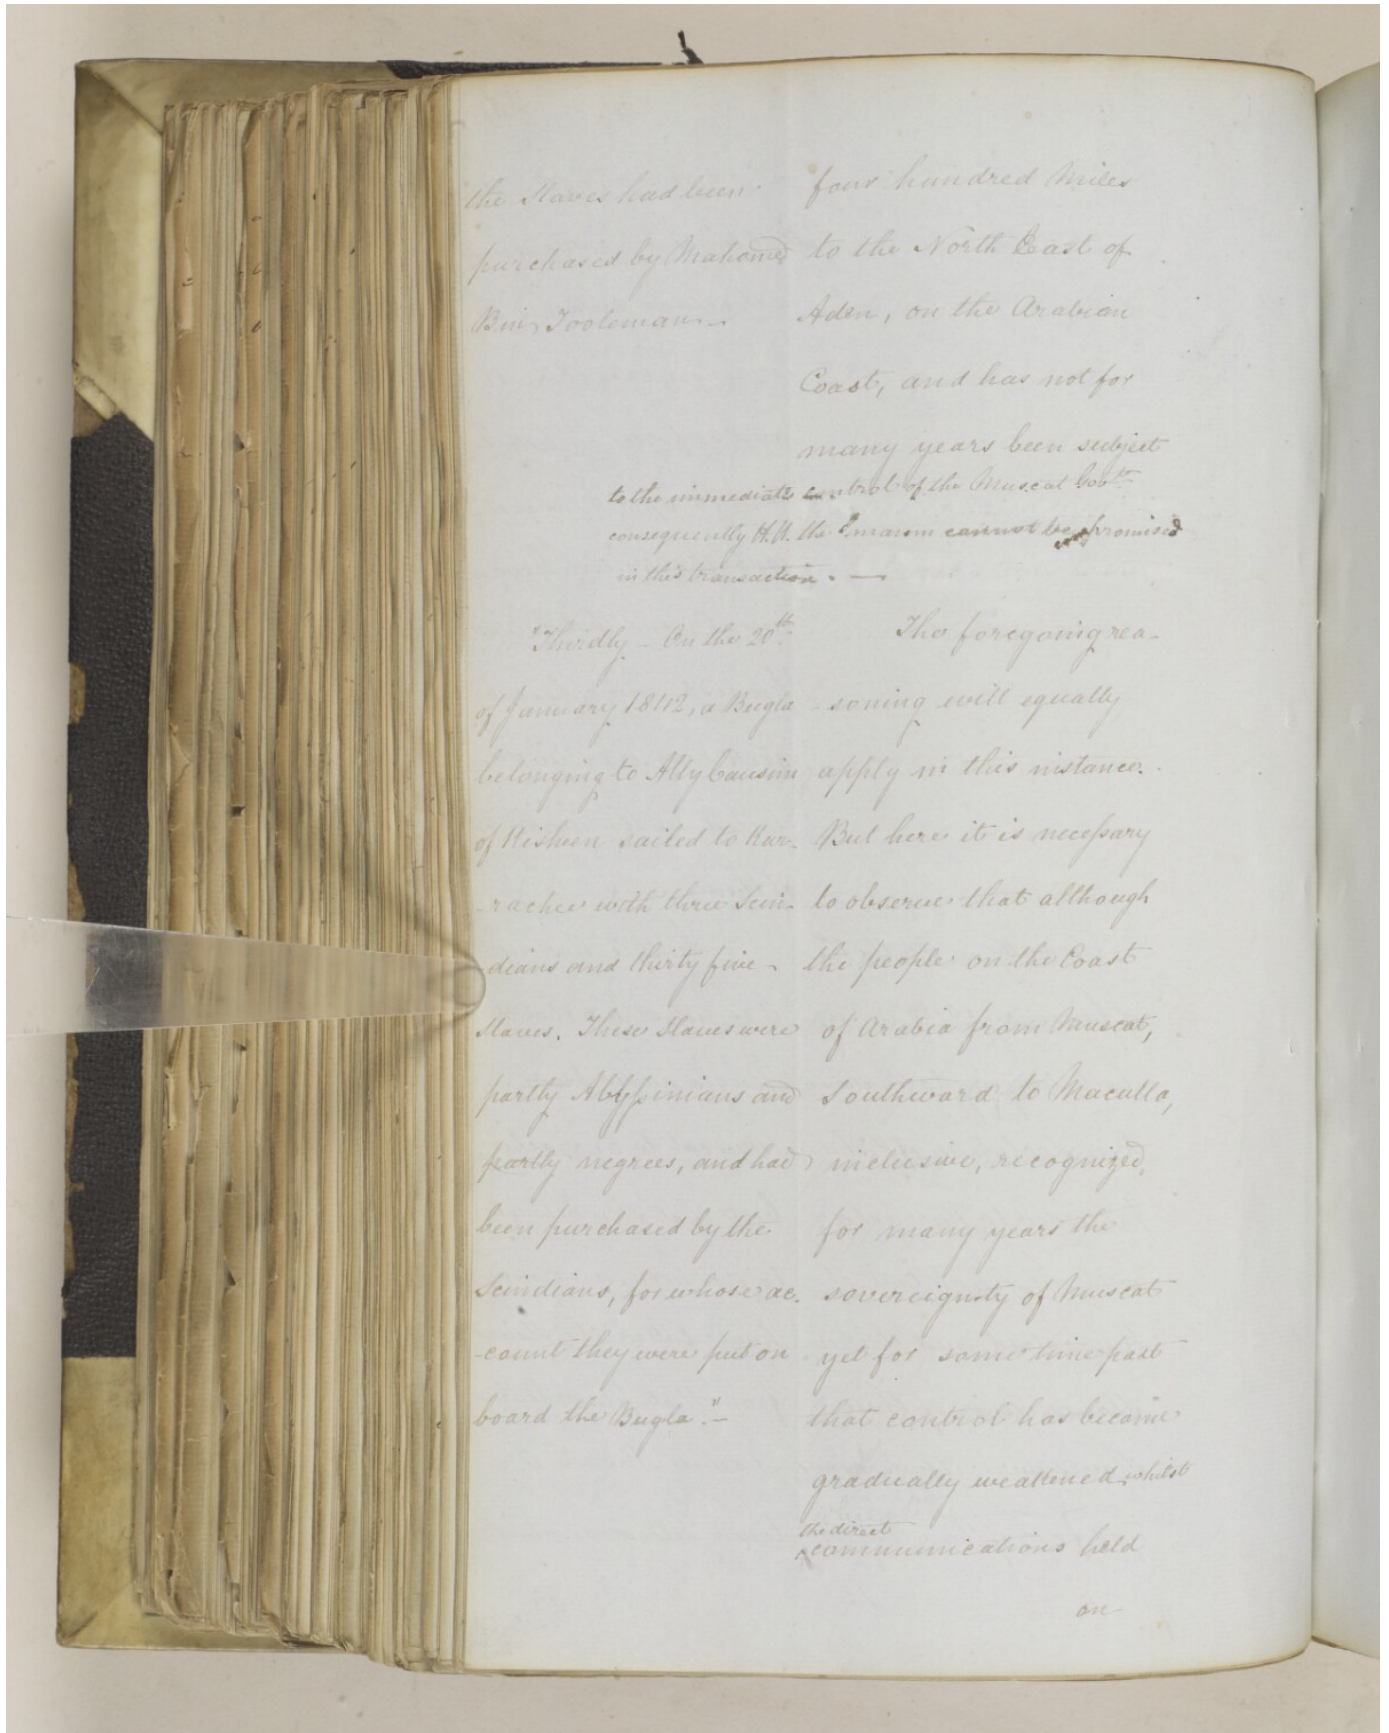 the Slaves had been
purchased by Mahomed
Bin Sooleman. -
four hundred Miles
to the North East of
Aden, on the Arabian
Coast, and has not for
many years been subject
to the immediate control of the Muscat Govt.
consequently H.H. the Imaum cannot be compromised
in this transaction. —
"Thirdly - On the 20th.
of January 1842, a Bugla
belonging to Ally
of Kisheen sailed to Kur-
-rachee with three Scin-
-dians and thirty five -
Slaves. These Slaves were
partly Abyssinians and
partly negrees, and had
been purchased by the
Scindians, for whose ac-
-count they were put on
board the Bugla". -
The foregoing rea-
-soning will equally
apply in this instance. -
But here it is necessary
to observe that although
the people on the Coast
of Arabia from Muscat,
Southward to Maculla,
inclusive, recognized
for many years the
sovereignty of Muscat
yet for some time past
that control has become
gradually weakened whilst
the direct
communications held
on